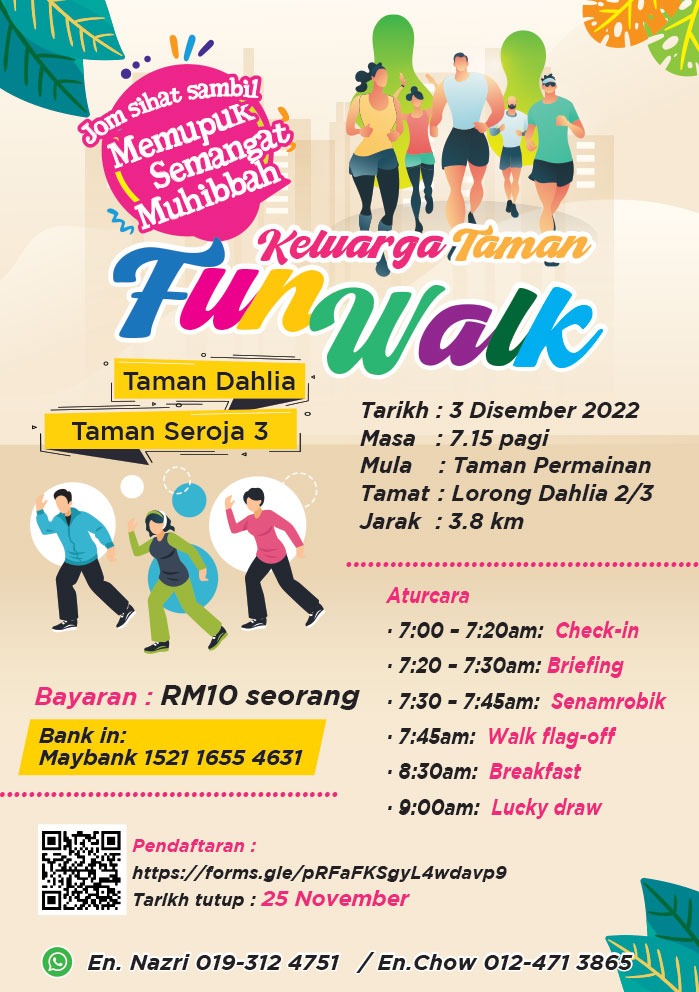 Jom sihat sambil
Memupuk
Semangat
Muhibbah
Keluarga Taman
Fun Walk
Taman Dahlia
Taman Seroja 3
Tarikh : 3 Disember 2022
Masa : 7.15 pagi
Mula : Taman Permainan
Tamat : Lorong Dahlia 2/3
Jarak : 3.8 km
Aturcara
· 7:00 – 7:20am: Check-in
· 7:20 – 7:30am: Briefing
· 7:30 – 7:45am: Senamrobik
· 7:45am: Walk flag-off
· 8:30am: Breakfast
· 9:00am: Lucky draw
Bayaran : RM10 seorang
Bank in:
Maybank 1521 1655 4631
Pendaftaran :
https://forms.gle/pRFaFKSgyL4wdavp9
Tarikh tutup : 25 November
En. Nazri 019-312 4751 / En.Chow 012-471 3865